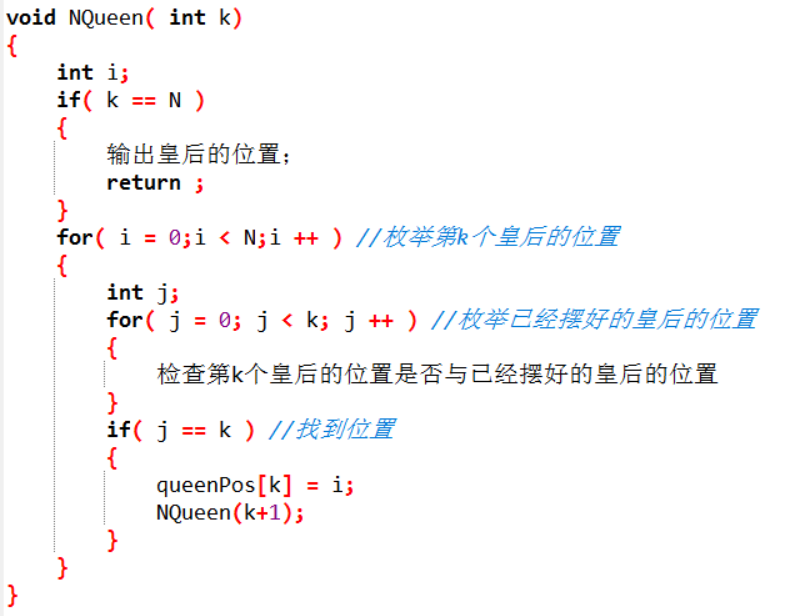 void NQueen( int k)
{
int i;
if( k == N )
{
输出皇后的位置;
return ;
}
for( i = 0;i < N;i ++ ) //枚举第k个皇后的位置
{
int j;
for( j = 0; j < k; j ++ ) //枚举已经摆好的皇后的位置
{
检查第k个皇后的位置是否与已经摆好的皇后的位置
}
if( j == k ) //找到位置
{
queenPos[k] = i;
NQueen(k+1);
}
}
}